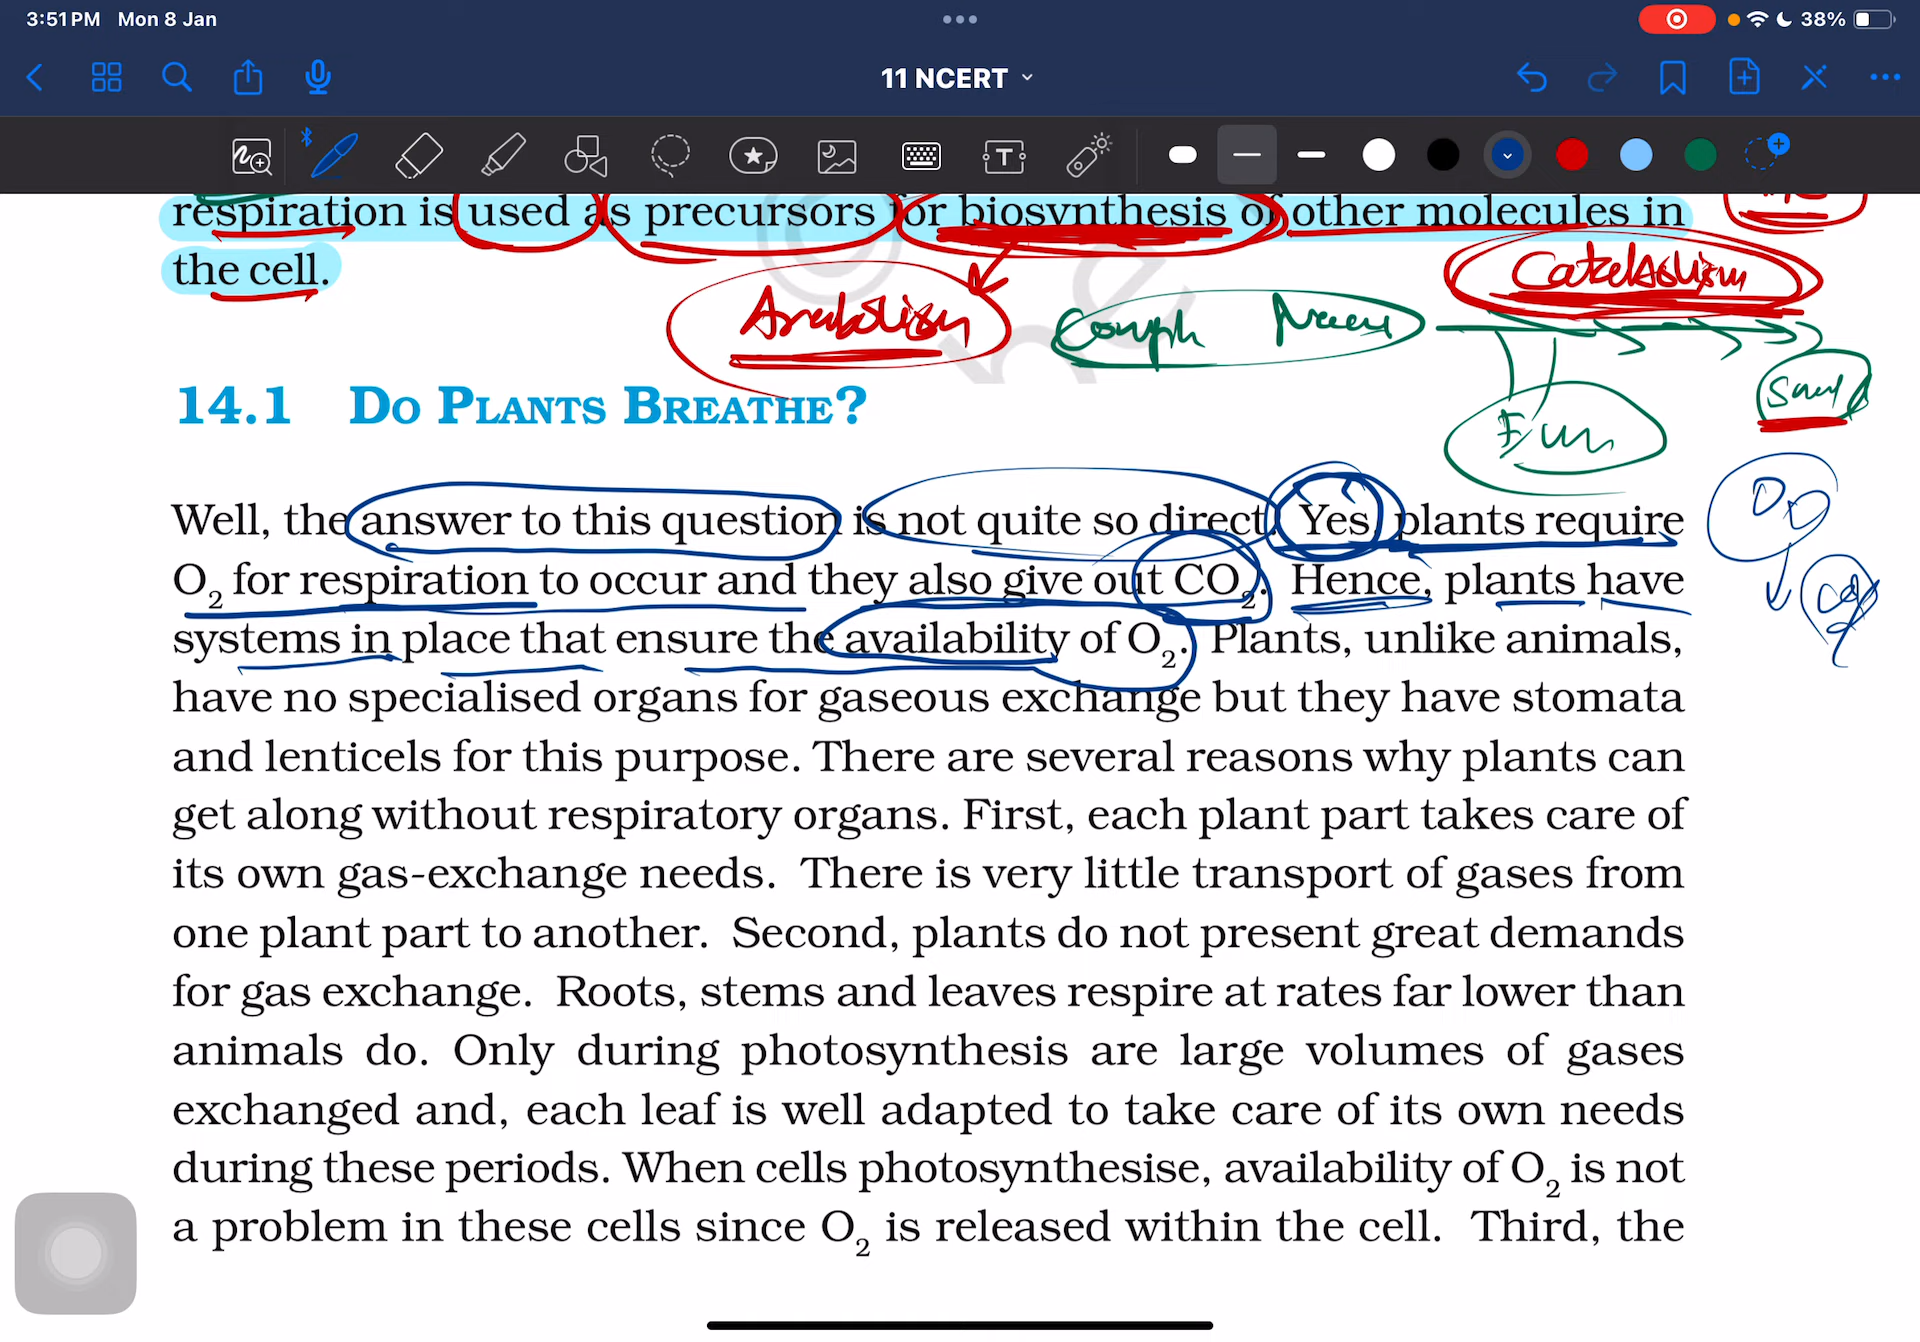 3:51 PM Mon 8 Jan
38%
11 NCERT
respiration is used as precursors for biosynthesis of other molecules in
the cell.
Anabolism
Catabolism
14.1 DO PLANTS BREATHE?
Well, the answer to this question is not quite so direct. Yes, plants require
O2 for respiration to occur and they also give out CO2. Hence, plants have
systems in place that ensure the availability of O2. Plants, unlike animals,
have no specialised organs for gaseous exchange but they have stomata
and lenticels for this purpose. There are several reasons why plants can
get along without respiratory organs. First, each plant part takes care of
its own gas-exchange needs. There is very little transport of gases from
one plant part to another. Second, plants do not present great demands
for gas exchange. Roots, stems and leaves respire at rates far lower than
animals do. Only during photosynthesis are large volumes of gases
exchanged and, each leaf is well adapted to take care of its own needs
during these periods. When cells photosynthesise, availability of O2 is not
a problem in these cells since O2 is released within the cell. Third, the